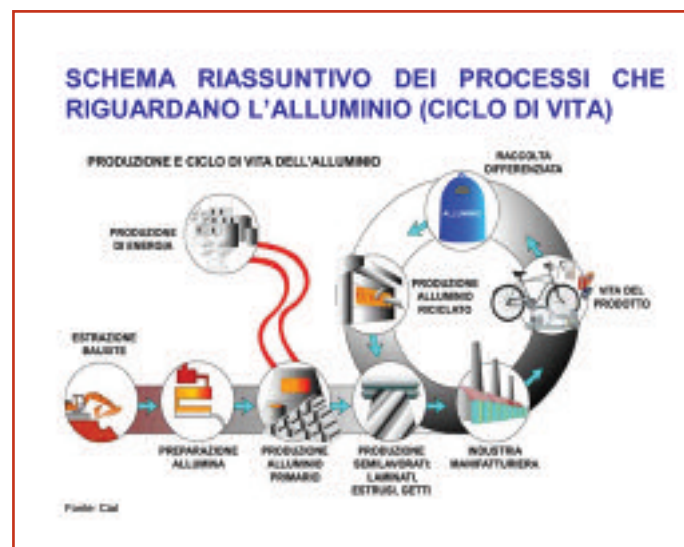 SCHEMA RIASSUNTIVO DEI PROCESSI CHE
RIGUARDANO L'ALLUMINIO (CICLO DI VITA)
PRODUZIONE E CICLO DI VITA DELL'ALLUMINIO
RACCOLTA
DIFFERENZIATA
ALLUMINIO
PRODUZIONE
DI ENERGIA
PRODUZIONE
ALLUMINIO
RICICLATO
VITA DEL
PRODOTTO
ESTRAZIONE
BAUXITE
PREPARAZIONE
ALLUMINA
PRODUZIONE
ALLUMINIO
PRIMARIO
PRODUZIONE
SEMILAVORATI:
LAMINATI,
ESTRUSI, GETTI
INDUSTRIA
MANIFATTURIERA
Fonte: Cial